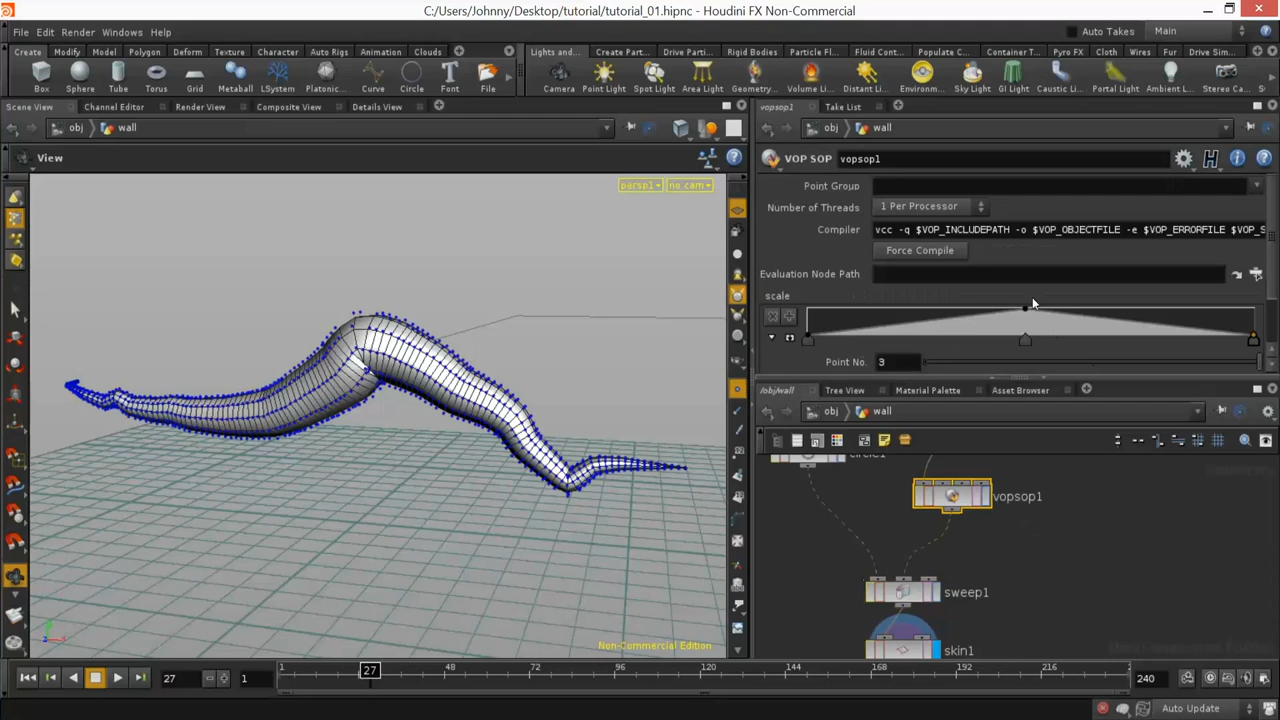 C:/Users/Johnny/Desktop/tutorial/tutorial_01.hipnc - Houdini FX Non-Commercial
File Edit Render Windows Help Auto Takes Main
Create Modify Model Polygon Deform Texture Character Auto Rigs Animation Clouds Lights and... Create Part... Drive Parti... Rigid Bodies Particle Fl... Fluid Cont... Populate C... Container T... Pyro FX Cloth Wires Fur Drive Sim...
Box Sphere Tube Torus Grid Metaball LSystem Platonic... Curve Circle Font File Camera Point Light Spot Light Area Light Geometry... Volume Li... Distant Li... Environm... Sky Light GI Light Caustic Li... Portal Light Ambient L... Stereo Ca...
Scene View Channel Editor Render View Composite View Details View
vopsop1 Take List
obj wall
obj wall
View
VOP SOP vopsop1
persp1 no cam
Point Group
Number of Threads 1 Per Processor
Compiler vcc -q $VOP_INCLUDEPATH -o $VOP_OBJECTFILE -e $VOP_ERRORFILE $VOP_S
Force Compile
Evaluation Node Path
scale
Point No. 3
/obj/wall Tree View Material Palette Asset Browser
obj wall
circle1
vopsop1
sweep1
skin1
Non-Commercial Edition
27 1 1 27 48 72 96 120 144 168 192 216 240
Auto Update